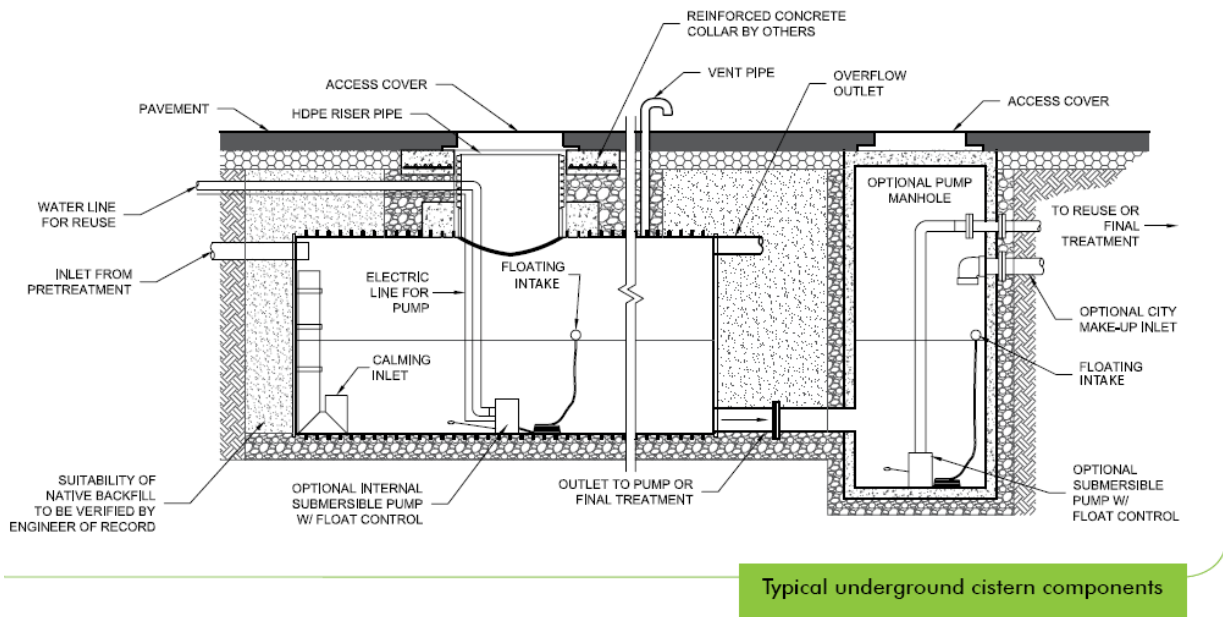 REINFORCED CONCRETE
COLLAR BY OTHERS
VENT PIPE
OVERFLOW
OUTLET
ACCESS COVER
ACCESS COVER
PAVEMENT
HDPE RISER PIPE
OPTIONAL PUMP
MANHOLE
WATER LINE
FOR REUSE
TO REUSE OR
FINAL
TREATMENT
INLET FROM
PRETREATMENT
ELECTRIC
LINE FOR
PUMP
FLOATING
INTAKE
OPTIONAL CITY
MAKE-UP INLET
CALMING
INLET
FLOATING
INTAKE
SUITABILITY OF
NATIVE BACKFILL
TO BE VERIFIED BY
ENGINEER OF RECORD
OPTIONAL INTERNAL
SUBMERSIBLE PUMP
W/ FLOAT CONTROL
OUTLET TO PUMP OR
FINAL TREATMENT
OPTIONAL
SUBMERSIBLE
PUMP W/
FLOAT CONTROL
Typical underground cistern components